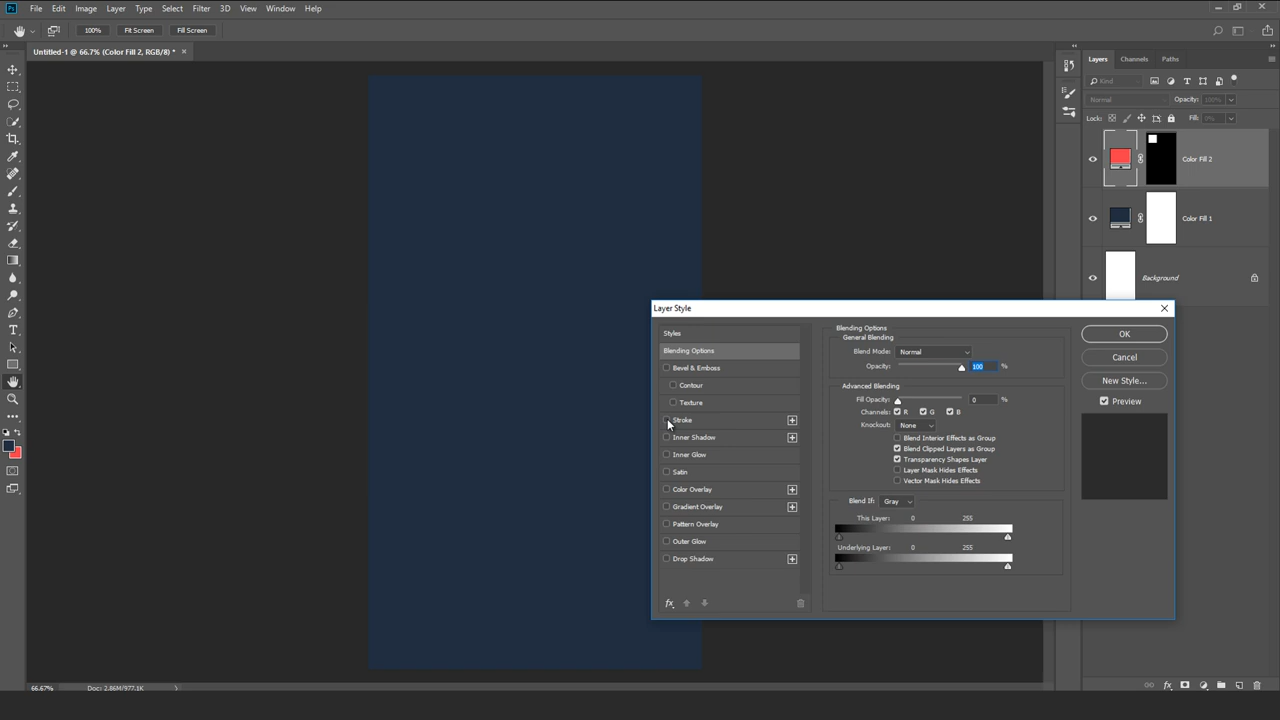 Ps File Edit Image Layer Type Select Filter 3D View Window Help
100% Fit Screen Fill Screen
Untitled-1 @ 66.7% (Color Fill 2, RGB/8) *
Layers Channels Paths
Kind
Normal Opacity: 100%
Lock: Fill: 0%
Color Fill 2
Color Fill 1
Background
Layer Style
Styles
Blending Options
Bevel & Emboss
Contour
Texture
Stroke
Inner Shadow
Inner Glow
Satin
Color Overlay
Gradient Overlay
Pattern Overlay
Outer Glow
Drop Shadow
fx
Blending Options
General Blending
Blend Mode: Normal
Opacity: 100 %
Advanced Blending
Fill Opacity: 0 %
Channels: R G B
Knockout: None
Blend Interior Effects as Group
Blend Clipped Layers as Group
Transparency Shapes Layer
Layer Mask Hides Effects
Vector Mask Hides Effects
Blend If: Gray
This Layer: 0 255
Underlying Layer: 0 255
OK
Cancel
New Style...
Preview
66.67% Doc: 2.86M/977.1K
fx